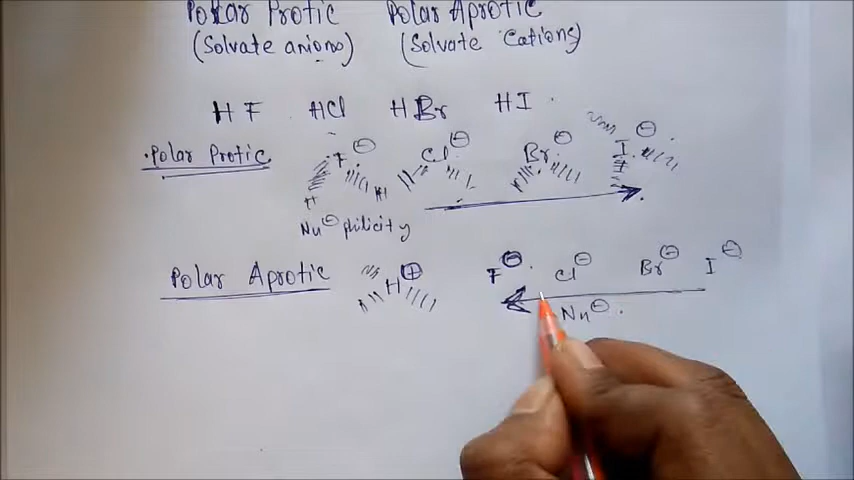 Polar Protic Polar Aprotic
(Solvate anions) (Solvate Cations)
HF HCl HBr HI
Polar Protic F⊖ Cl⊖ Br⊖ I⊖
H H
Nu⊖philicity
Polar Aprotic H⊕ F⊖ Cl⊖ Br⊖ I⊖
Nu⊖